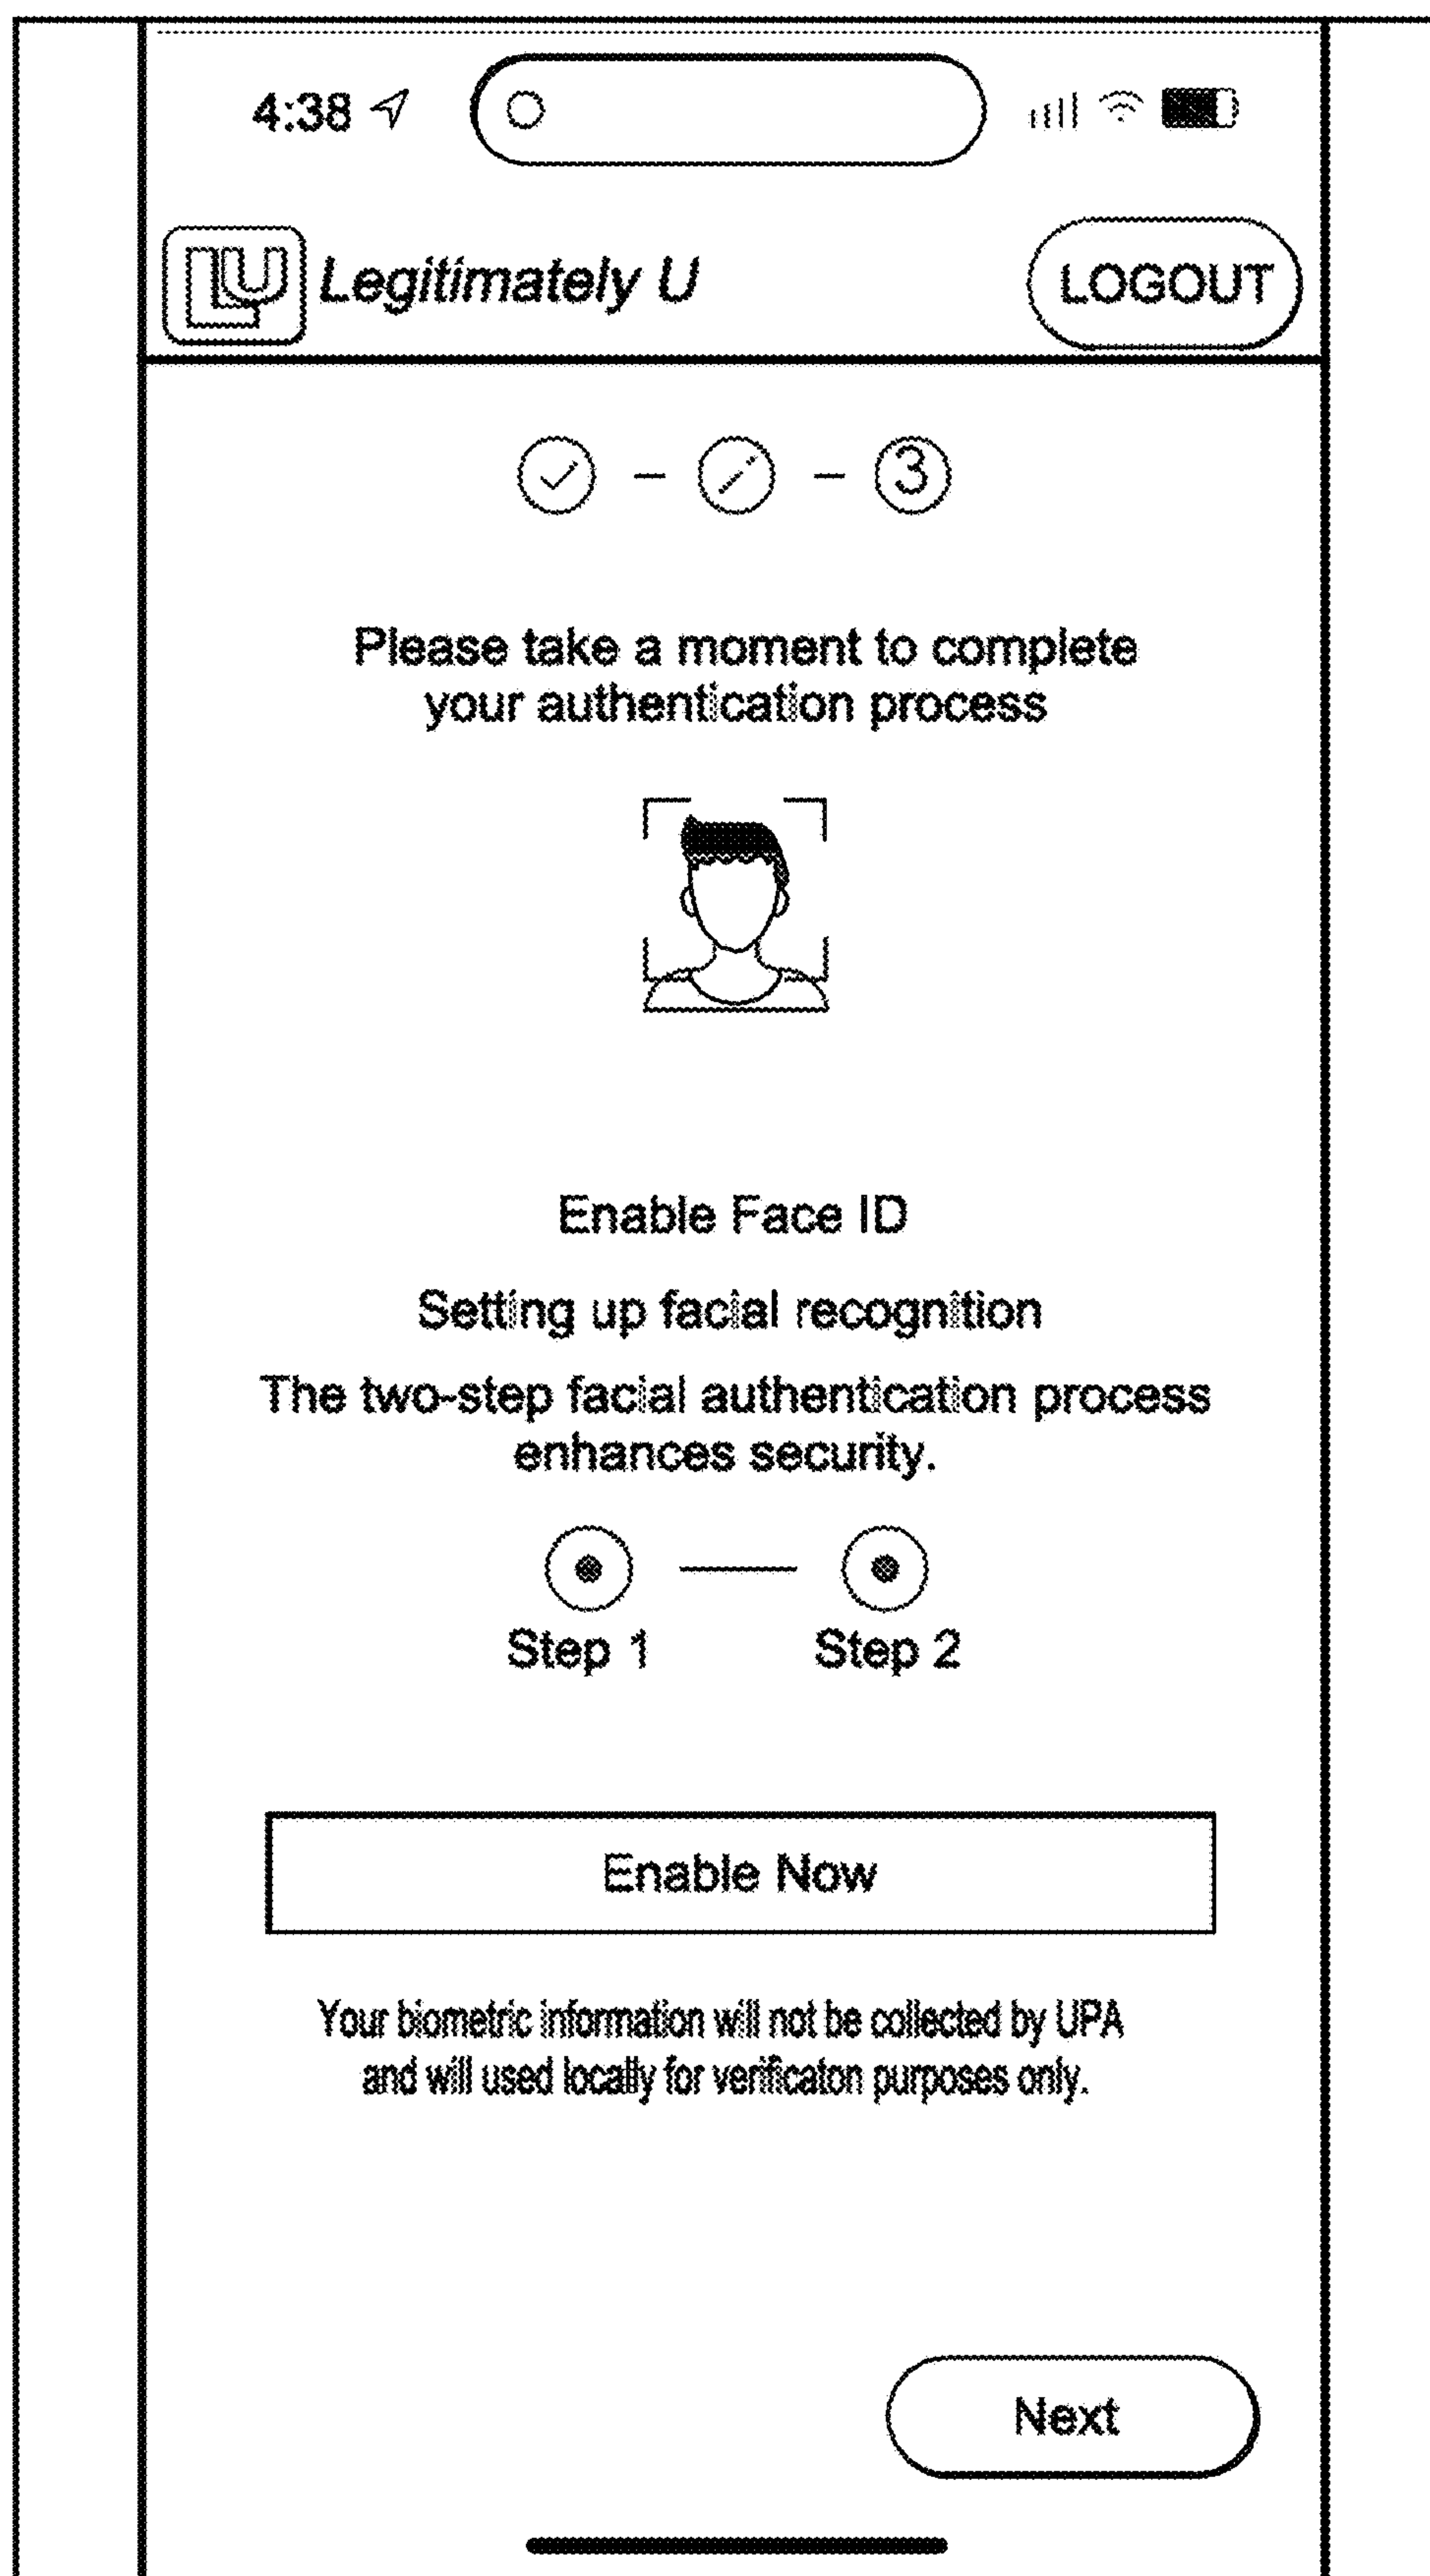 4:38
LU Legitimately U LOGOUT
3
Please take a moment to complete
your authentication process
Enable Face ID
Setting up facial recognition
The two-step facial authentication process
enhances security.
Step 1 Step 2
Enable Now
Your biometric information will not be collected by UPA
and will used locally for verificaton purposes only.
Next